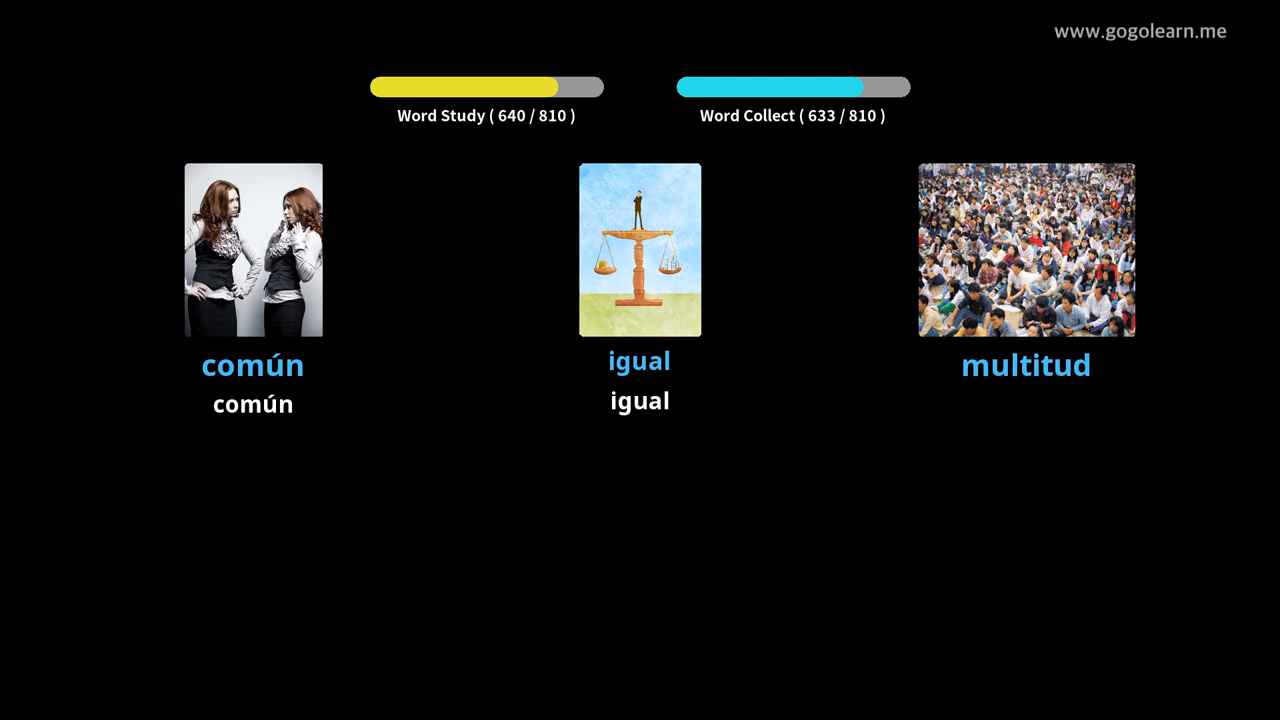 www.gogolearn.me
Word Study ( 640 / 810 )
Word Collect ( 633 / 810 )
común
común
igual
igual
multitud